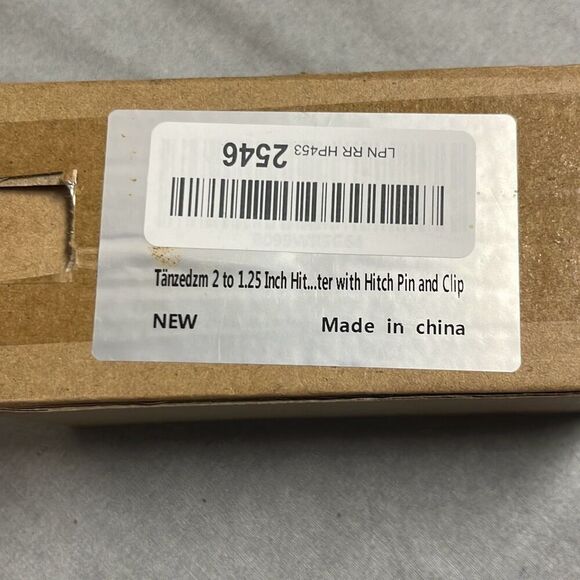 LPN RR HP453 2546
Tänzedzm 2 to 1.25 Inch Hit...ter with Hitch Pin and Clip
NEW Made in china